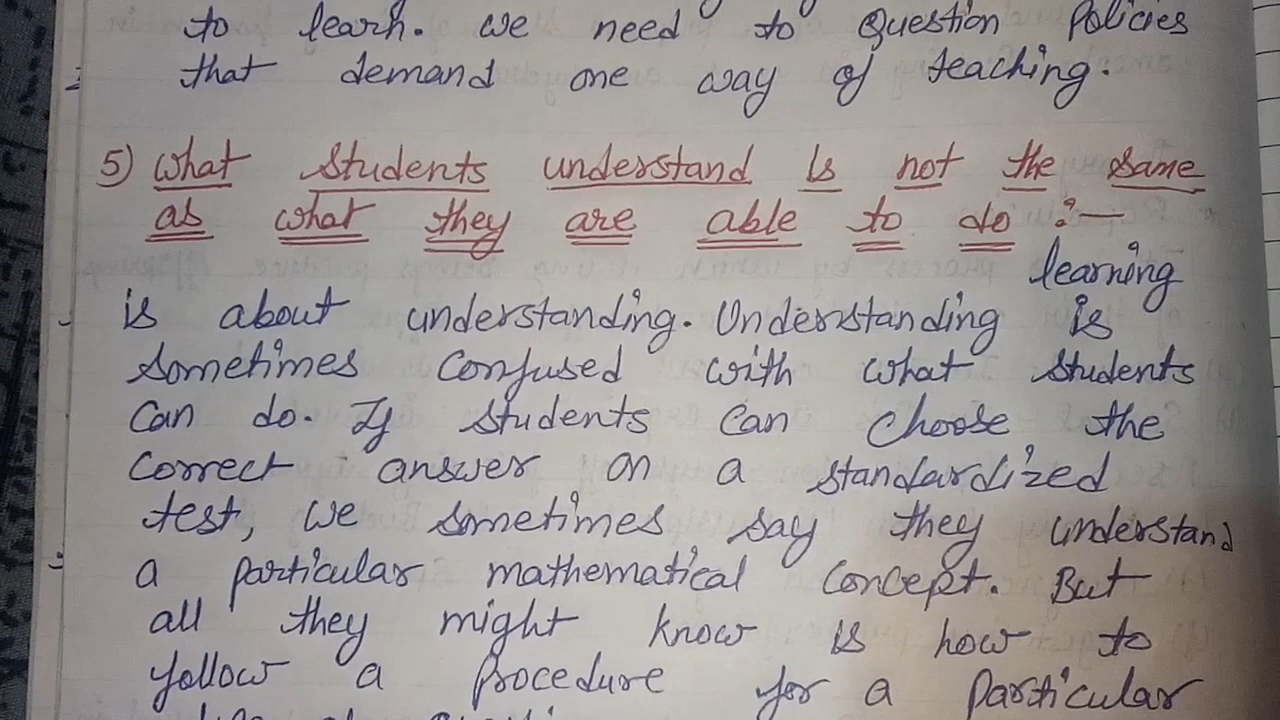 to learn. We need to Question Policies
that demand one way of teaching.
5) What students understand is not the same
as what they are able to do :—
learning
is about understanding. Understanding is
sometimes confused with what students
can do. If students can choose the
correct answer on a standardized
test, we sometimes say they understand
a particular mathematical concept. But
all they might know is how to
follow a procedure for a particular